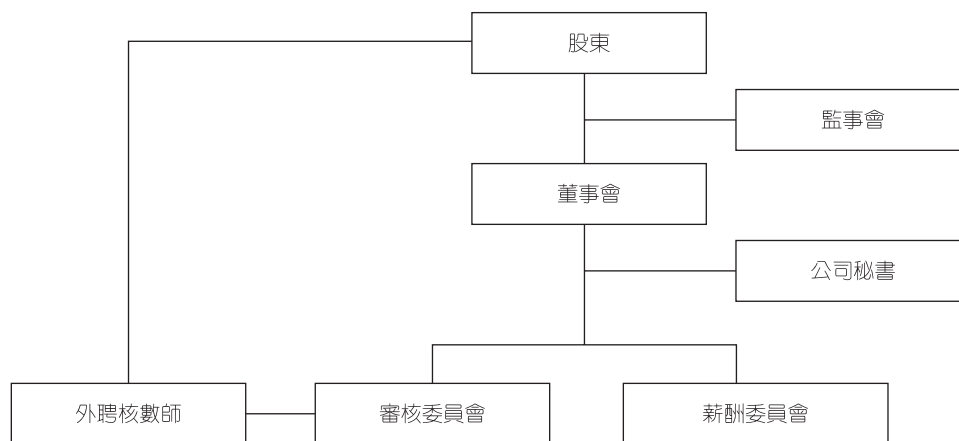 股東
監事會
董事會
公司秘書
外聘核數師
審核委員會
薪酬委員會